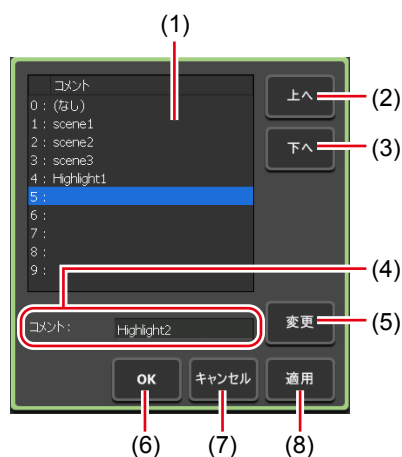 (1)
コメント
0 : (なし)
1 : scene1
2 : scene2
3 : scene3
4 : Highlight1
5 :
6 :
7 :
8 :
9 :
上へ
(2)
下へ
(3)
(4)
コメント : Highlight2
変更
(5)
OK キャンセル 適用
(6) (7) (8)